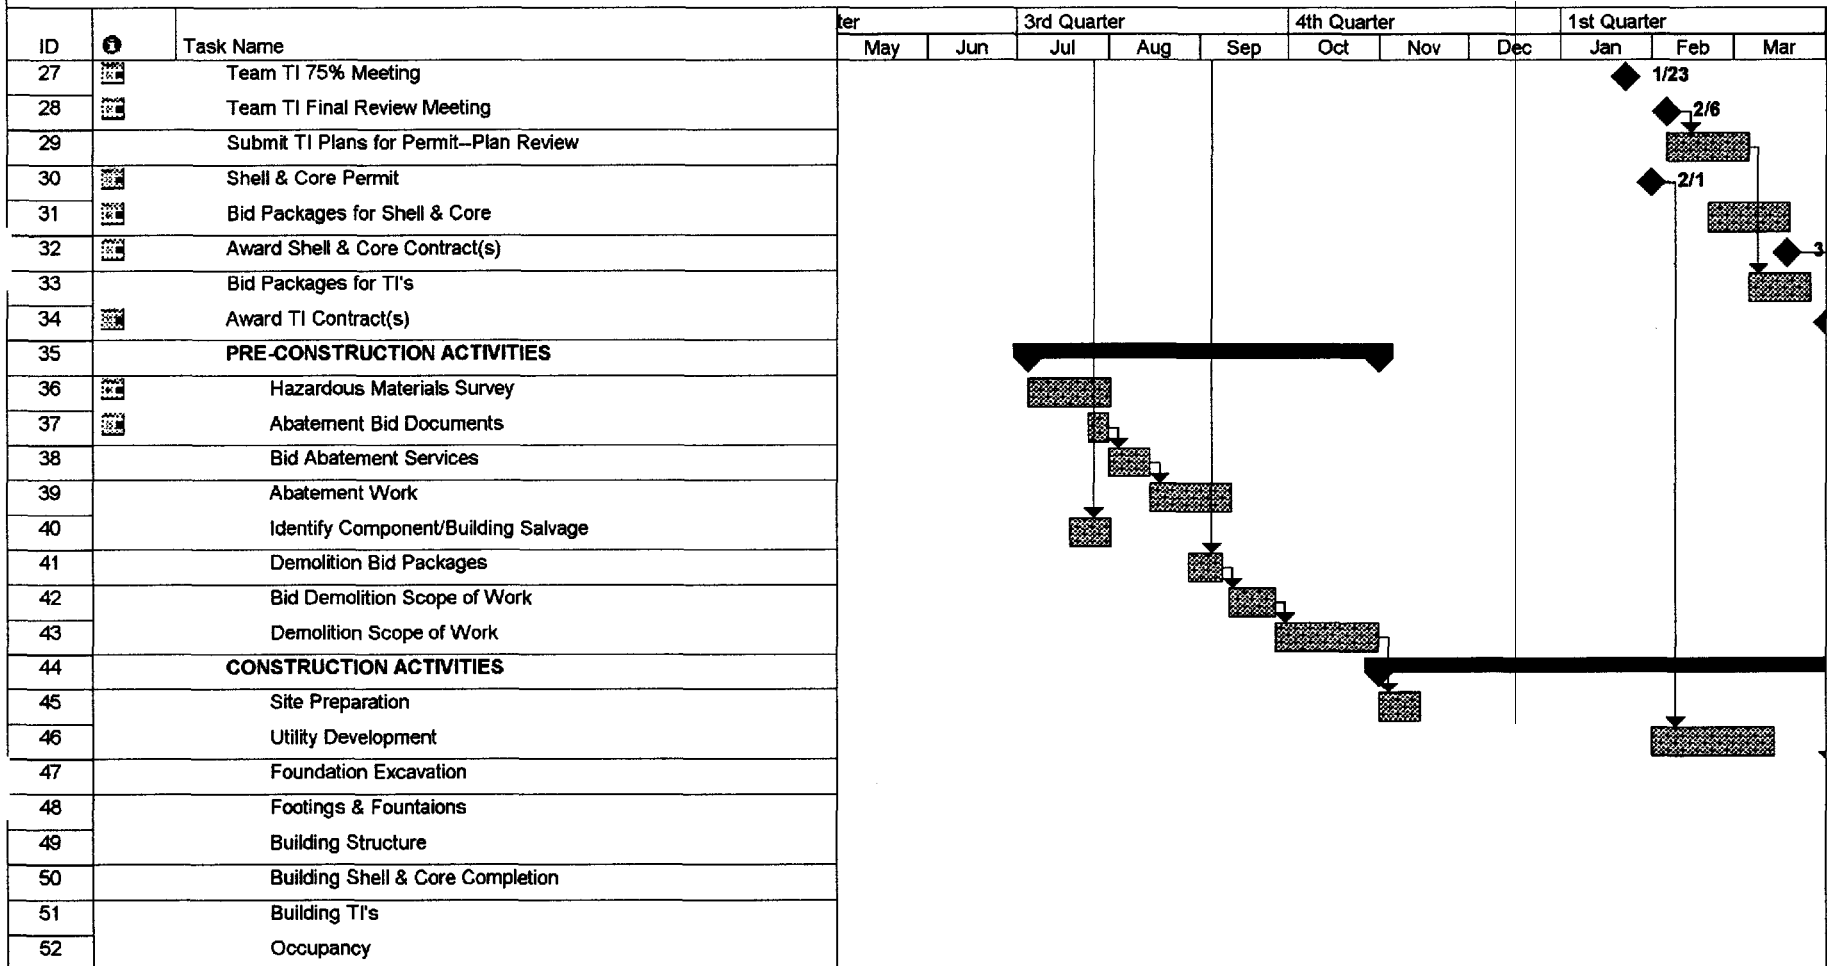 ter 3rd Quarter 4th Quarter 1st Quarter
ID Task Name May Jun Jul Aug Sep Oct Nov Dec Jan Feb Mar
27 Team TI 75% Meeting 1/23
28 Team TI Final Review Meeting 2/6
29 Submit TI Plans for Permit--Plan Review
30 Shell & Core Permit 2/1
31 Bid Packages for Shell & Core
32 Award Shell & Core Contract(s) 3
33 Bid Packages for TI's
34 Award TI Contract(s)
35 PRE-CONSTRUCTION ACTIVITIES
36 Hazardous Materials Survey
37 Abatement Bid Documents
38 Bid Abatement Services
39 Abatement Work
40 Identify Component/Building Salvage
41 Demolition Bid Packages
42 Bid Demolition Scope of Work
43 Demolition Scope of Work
44 CONSTRUCTION ACTIVITIES
45 Site Preparation
46 Utility Development
47 Foundation Excavation
48 Footings & Fountaions
49 Building Structure
50 Building Shell & Core Completion
51 Building TI's
52 Occupancy